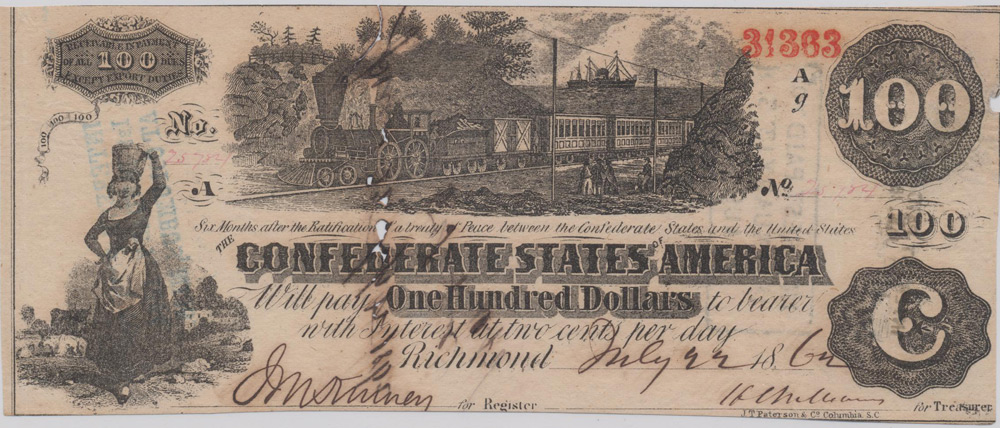 RECEIVABLE IN PAYMENT
OF ALL 100 DUES
EXCEPT EXPORT DUTIES
100 100 100
31363
A
9
100
No.
A
No.
Six Months after the Ratification of a treaty of Peace between the Confederate States and the United States
100
THE CONFEDERATE STATES OF AMERICA
Will pay One Hundred Dollars to bearer
with Interest at two cents per day
C
Richmond July 22 1862
for Register
for Treasurer
J.T. Paterson & Co. Columbia. S.C